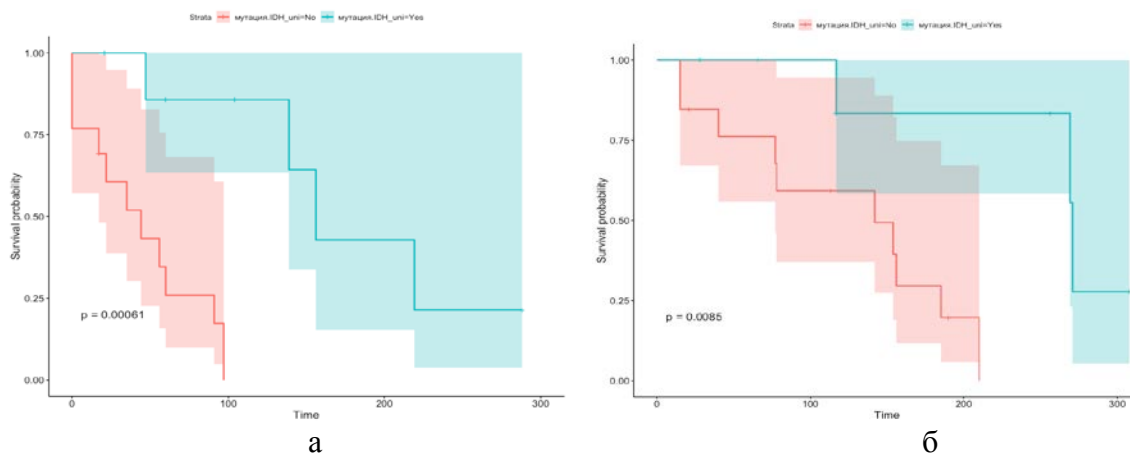 Strata мутация.IDH_uni=No мутация.IDH_uni=Yes
1.00
0.75
0.50
0.25
0.00
Survival probability
p = 0.00061
0 100 200 300
Time
а
Strata мутация.IDH_uni=No мутация.IDH_uni=Yes
1.00
0.75
0.50
0.25
0.00
Survival probability
p = 0.0085
0 100 200 300
Time
б